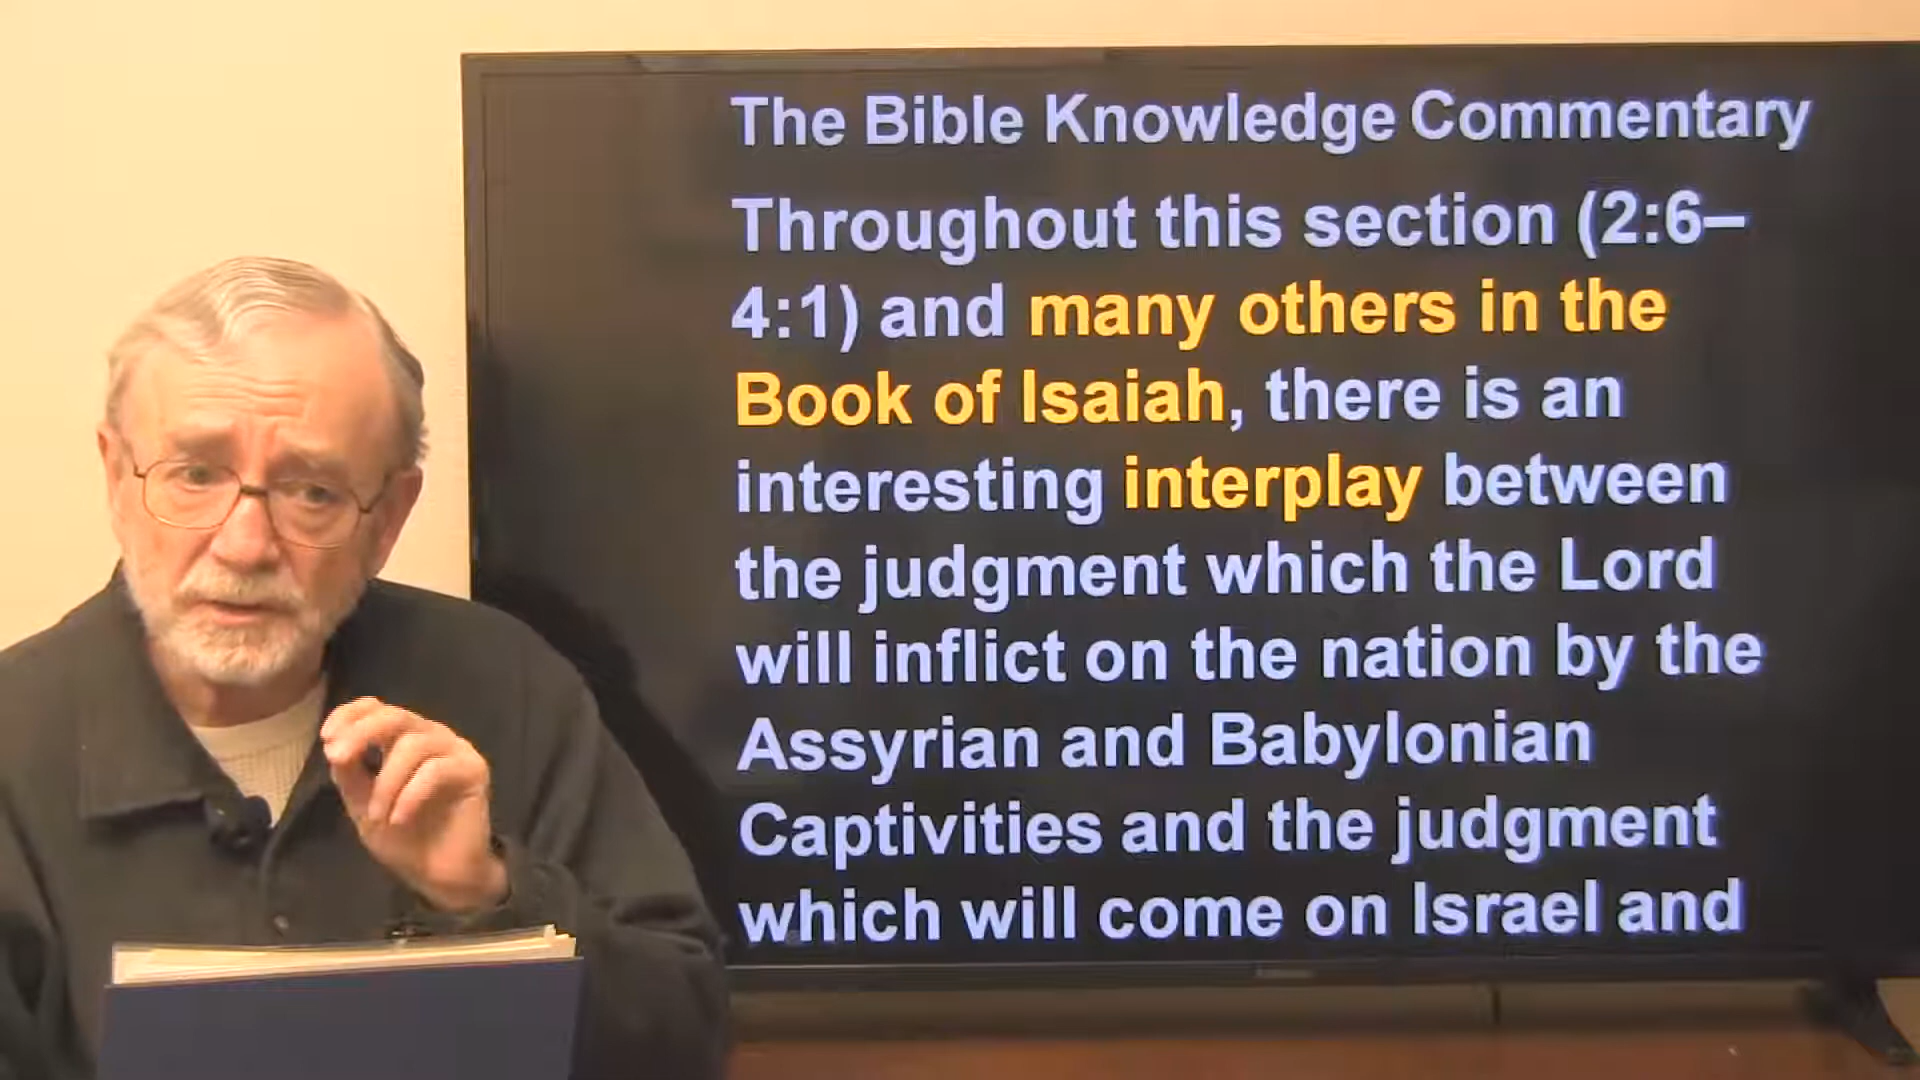 The Bible Knowledge Commentary
Throughout this section (2:6–
4:1) and many others in the
Book of Isaiah, there is an
interesting interplay between
the judgment which the Lord
will inflict on the nation by the
Assyrian and Babylonian
Captivities and the judgment
which will come on Israel and